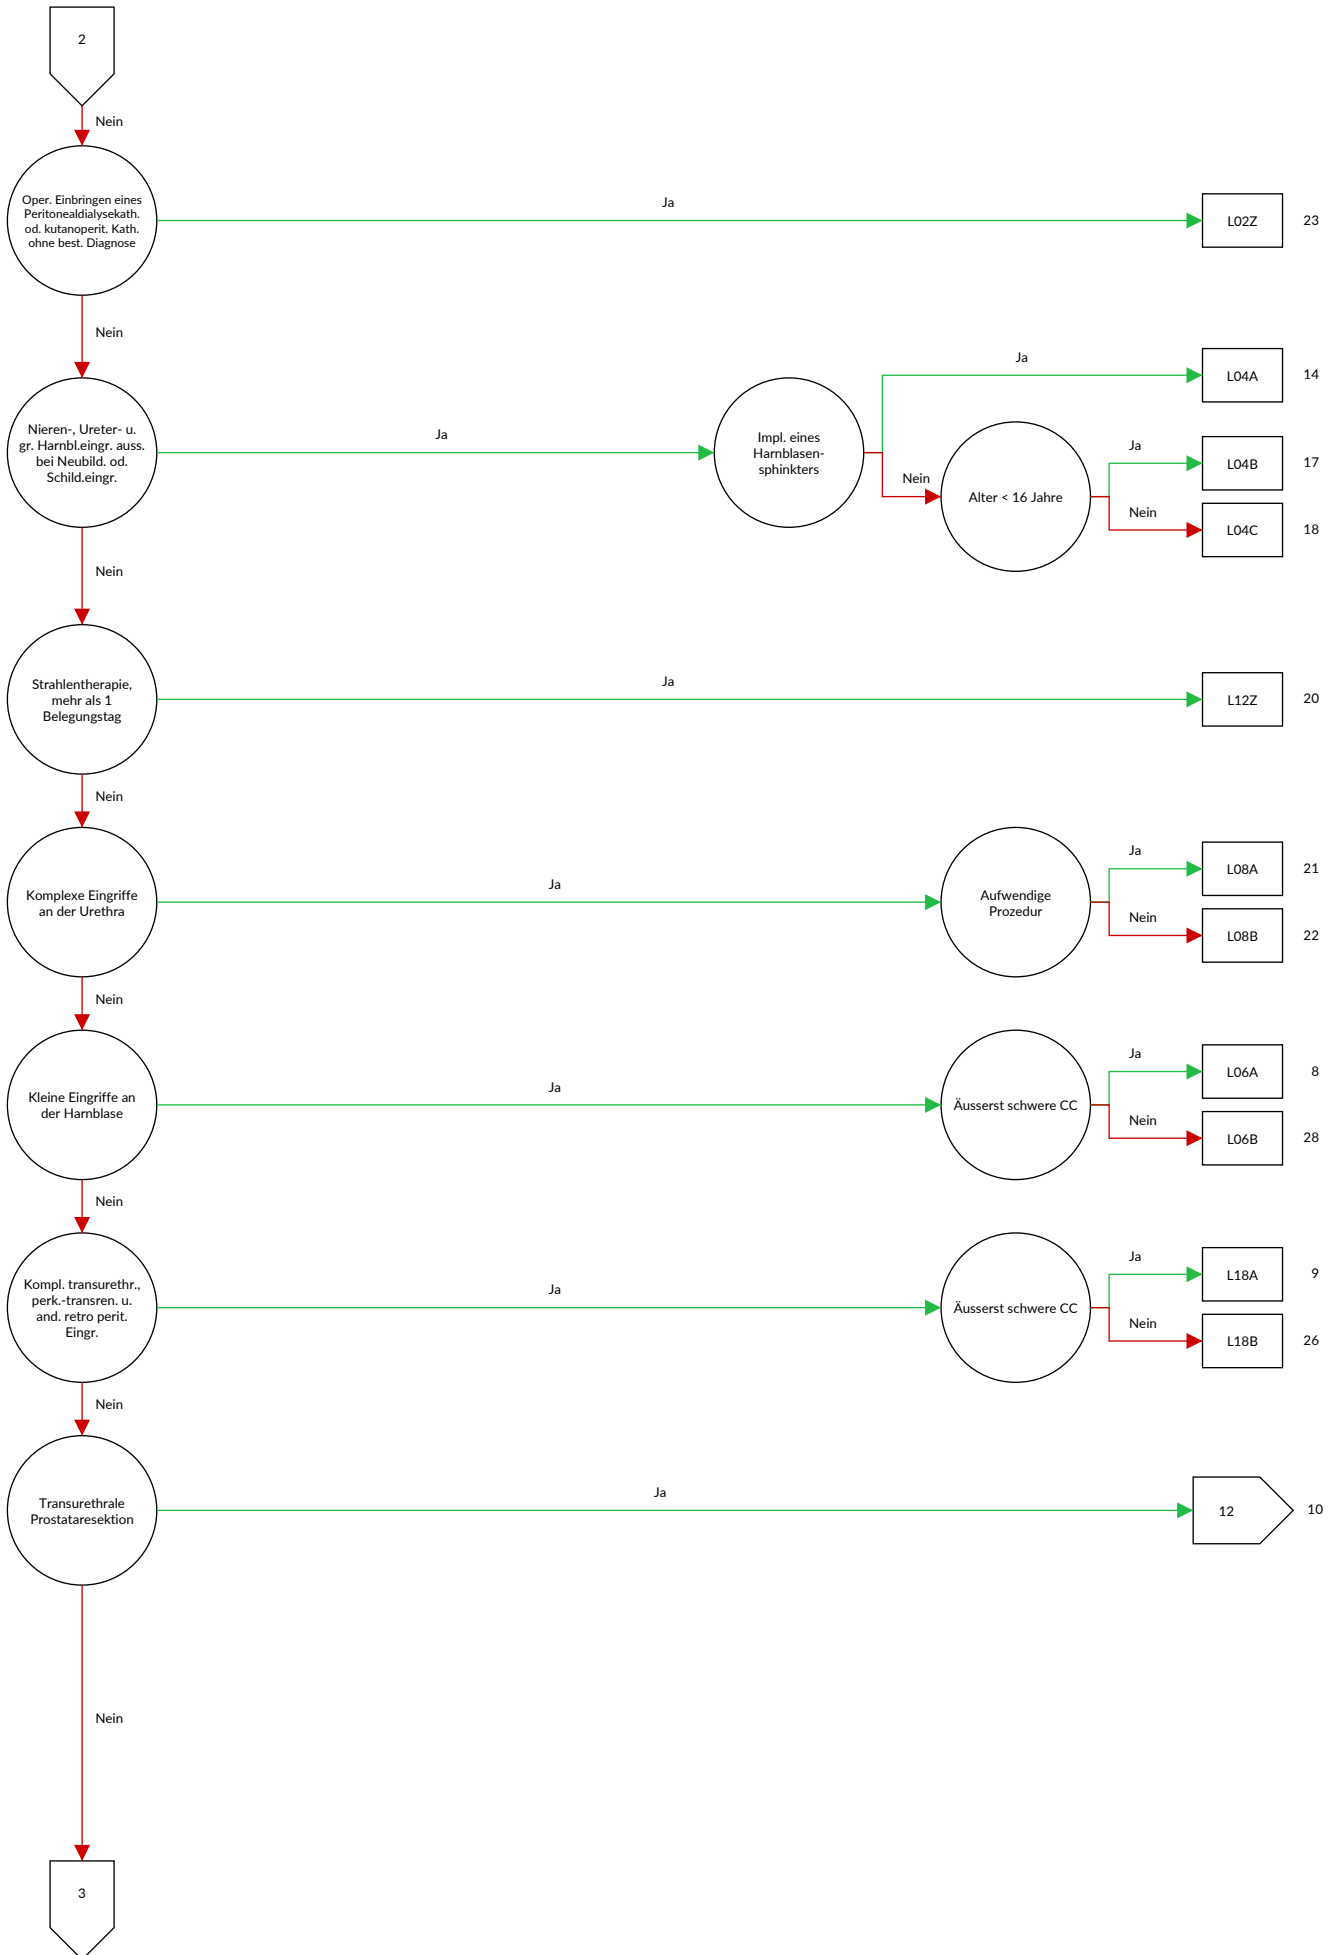 2
Nein
Oper. Einbringen eines
Peritonealdialysekath.
od. kutanoperit. Kath.
ohne best. Diagnose
Ja
L02Z
23
Nein
Nieren-, Ureter- u.
gr. Harnbl.eingr. auss.
bei Neubild. od.
Schild.eingr.
Ja
Impl. eines
Harnblasen-
sphinkters
Ja
L04A
14
Nein
Alter < 16 Jahre
Ja
L04B
17
Nein
L04C
18
Nein
Strahlentherapie,
mehr als 1
Belegungstag
Ja
L12Z
20
Nein
Komplexe Eingriffe
an der Urethra
Ja
Aufwendige
Prozedur
Ja
L08A
21
Nein
L08B
22
Nein
Kleine Eingriffe an
der Harnblase
Ja
Äusserst schwere CC
Ja
L06A
8
Nein
L06B
28
Nein
Kompl. transurethr.,
perk.-transren. u.
and. retro perit.
Eingr.
Ja
Äusserst schwere CC
Ja
L18A
9
Nein
L18B
26
Nein
Transurethrale
Prostataresektion
Ja
12
10
Nein
3